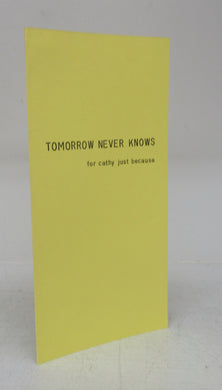 TOMORROW NEVER KNOWS
for cathy just because